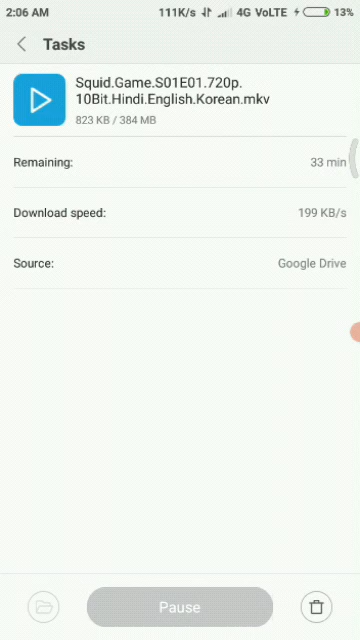 2:06 AM 111K/s 4G VoLTE 13%
Tasks
Squid.Game.S01E01.720p.
10Bit.Hindi.English.Korean.mkv
823 KB / 384 MB
Remaining: 33 min
Download speed: 199 KB/s
Source: Google Drive
Pause